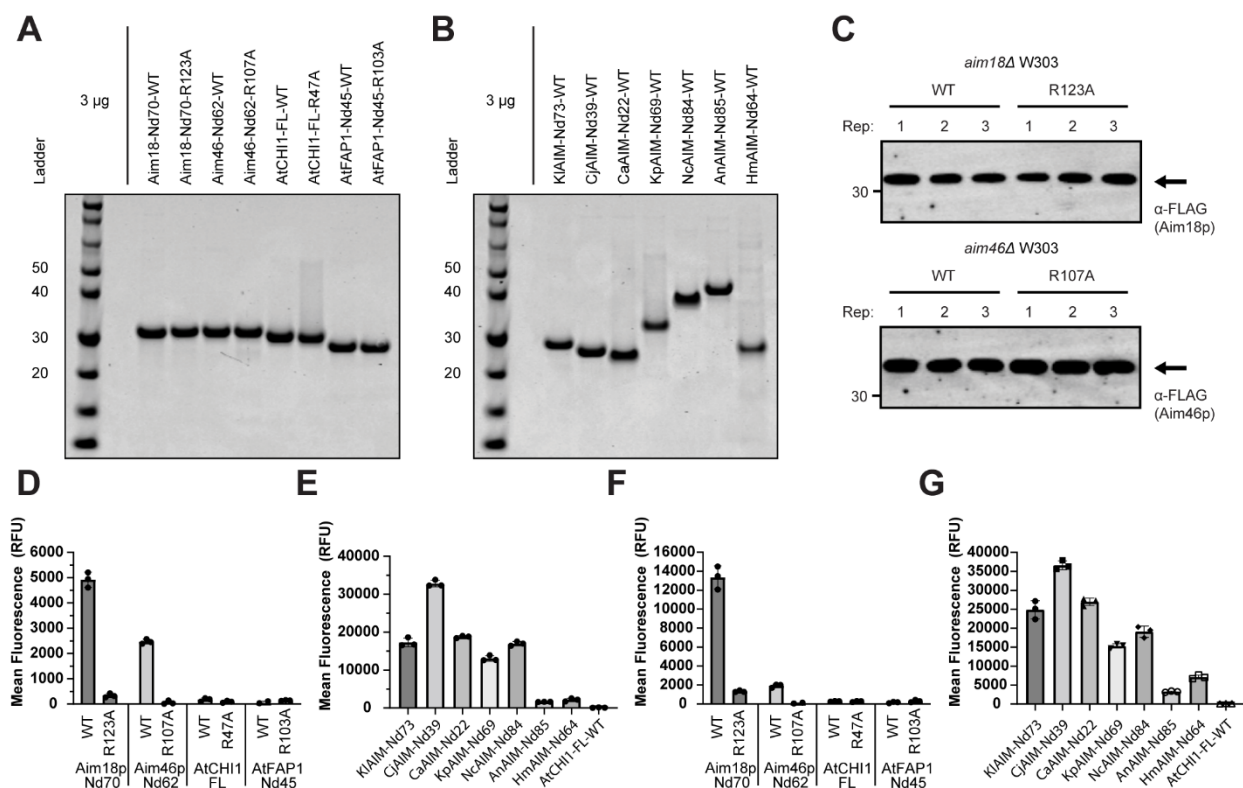 A
3 µg
Ladder
Aim18-Nd70-WT
Aim18-Nd70-R123A
Aim46-Nd62-WT
Aim46-Nd62-R107A
AtCHI1-FL-WT
AtCHI1-FL-R47A
AtFAP1-Nd45-WT
AtFAP1-Nd45-R103A
50
40
30
20
B
3 µg
Ladder
KlAIM-Nd73-WT
CjAIM-Nd39-WT
CaAIM-Nd22-WT
KpAIM-Nd69-WT
NcAIM-Nd84-WT
AnAIM-Nd85-WT
HmAIM-Nd64-WT
50
40
30
20
C
aim18Δ W303
WT R123A
Rep: 1 2 3 1 2 3
30
α-FLAG
(Aim18p)
aim46Δ W303
WT R107A
Rep: 1 2 3 1 2 3
30
α-FLAG
(Aim46p)
D
Mean Fluorescence (RFU)
6000
5000
4000
3000
2000
1000
0
WT R123A WT R107A WT R47A WT R103A
Aim18p Aim46p AtCHI1 AtFAP1
Nd70 Nd62 FL Nd45
E
Mean Fluorescence (RFU)
40000
30000
20000
10000
0
KlAIM-Nd73
CjAIM-Nd39
CaAIM-Nd22
KpAIM-Nd69
NcAIM-Nd84
AnAIM-Nd85
HmAIM-Nd64
AtCHI1-FL-WT
F
Mean Fluorescence (RFU)
16000
14000
12000
10000
8000
6000
4000
2000
0
WT R123A WT R107A WT R47A WT R103A
Aim18p Aim46p AtCHI1 AtFAP1
Nd70 Nd62 FL Nd45
G
Mean Fluorescence (RFU)
40000
35000
30000
25000
20000
15000
10000
5000
0
KlAIM-Nd73
CjAIM-Nd39
CaAIM-Nd22
KpAIM-Nd69
NcAIM-Nd84
AnAIM-Nd85
HmAIM-Nd64
AtCHI1-FL-WT